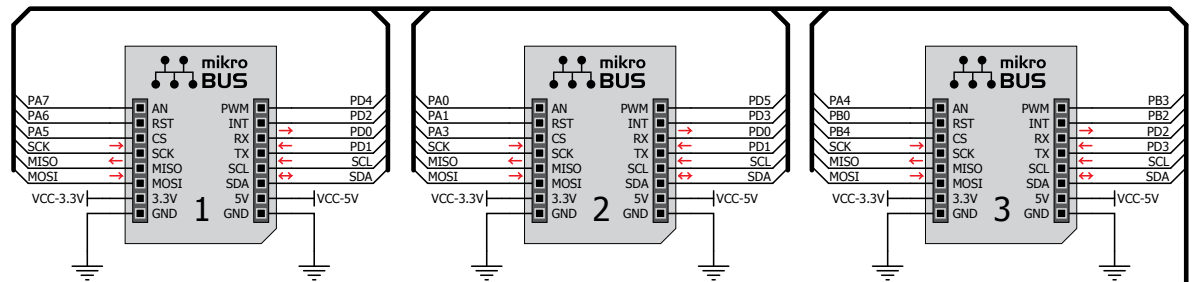 mikro
BUS
PA7 AN PWM PD4
PA6 RST INT PD2
PA5 CS RX PD0
SCK SCK TX PD1
MISO MISO SCL SCL
MOSI MOSI SDA SDA
VCC-3.3V 3.3V 5V VCC-5V
GND 1 GND
mikro
BUS
PA0 AN PWM PD5
PA1 RST INT PD3
PA3 CS RX PD0
SCK SCK TX PD1
MISO MISO SCL SCL
MOSI MOSI SDA SDA
VCC-3.3V 3.3V 5V VCC-5V
GND 2 GND
mikro
BUS
PA4 AN PWM PB3
PB0 RST INT PB2
PB4 CS RX PD2
SCK SCK TX PD3
MISO MISO SCL SCL
MOSI MOSI SDA SDA
VCC-3.3V 3.3V 5V VCC-5V
GND 3 GND